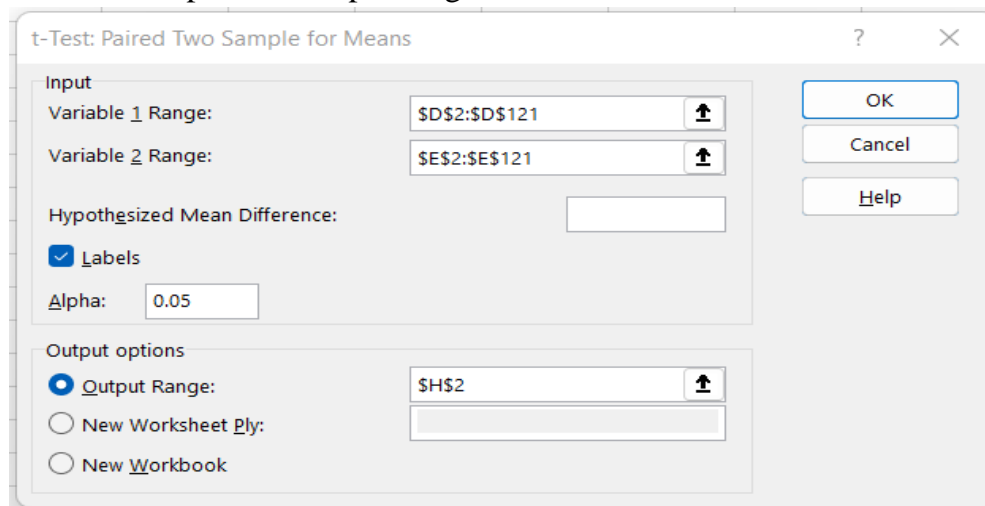 t-Test: Paired Two Sample for Means ?
Input
Variable 1 Range: $D$2:$D$121
Variable 2 Range: $E$2:$E$121
Hypothesized Mean Difference:
Labels
Alpha: 0.05
OK
Cancel
Help
Output options
Output Range: $H$2
New Worksheet Ply:
New Workbook